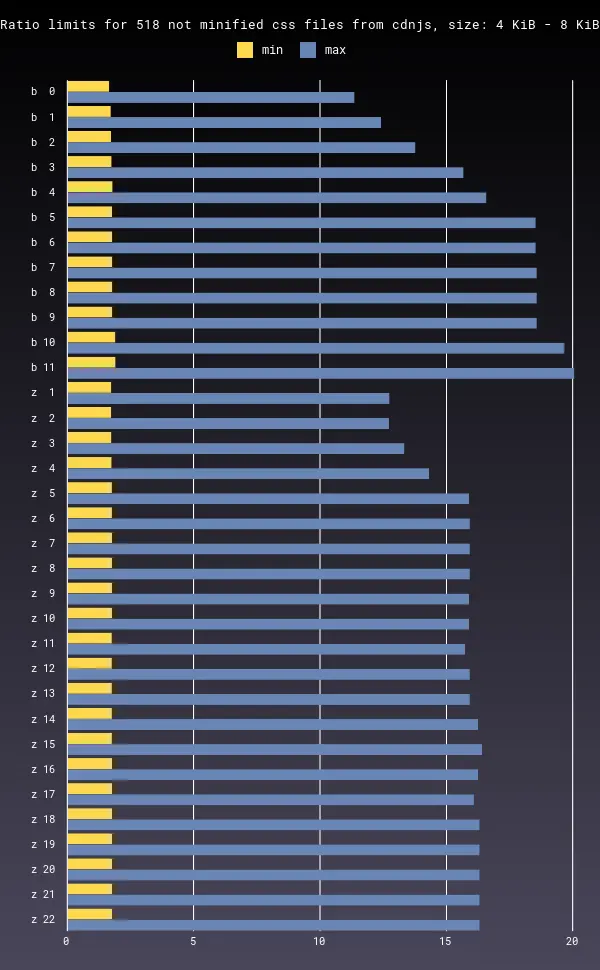 Ratio limits for 518 not minified css files from cdnjs, size: 4 KiB - 8 KiB
min max
b 0
b 1
b 2
b 3
b 4
b 5
b 6
b 7
b 8
b 9
b 10
b 11
z 1
z 2
z 3
z 4
z 5
z 6
z 7
z 8
z 9
z 10
z 11
z 12
z 13
z 14
z 15
z 16
z 17
z 18
z 19
z 20
z 21
z 22
0 5 10 15 20